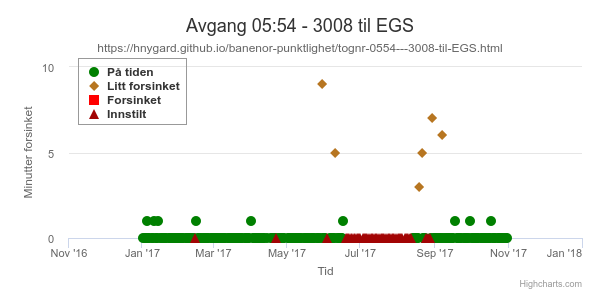 Avgang 05:54 - 3008 til EGS
https://hnygard.github.io/banenor-punktlighet/tognr-0554---3008-til-EGS.html
På tiden
Litt forsinket
Forsinket
Innstilt
Minutter forsinket
10
5
0
Nov '16 Jan '17 Mar '17 May '17 Jul '17 Sep '17 Nov '17 Jan '18
Tid
Highcharts.com